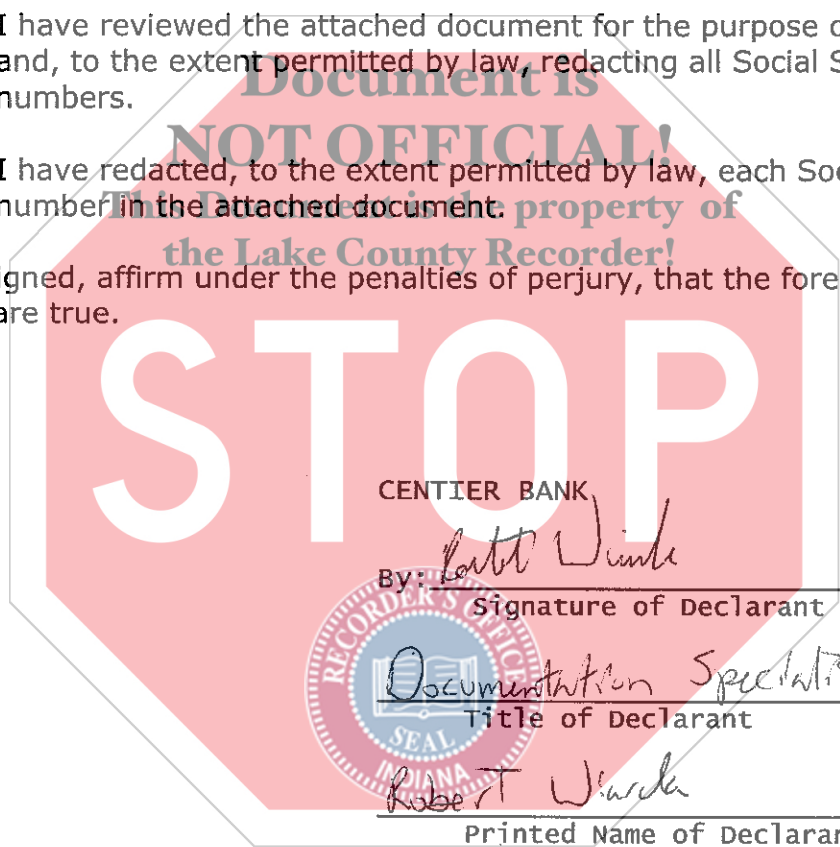 I have reviewed the attached document for the purpose o
and, to the extent permitted by law, redacting all Social S
numbers.
Document is
NOT OFFICIAL!
I have redacted, to the extent permitted by law, each Soc
number in the attached document.
This Document is the property of
the Lake County Recorder!
igned, affirm under the penalties of perjury, that the fore
are true.
STOP
CENTIER BANK
By:
Signature of Declarant
Documentation Specialis
Title of Declarant
RECORDER'S OFFICE
SEAL
INDIANA
Robert
Printed Name of Declaran